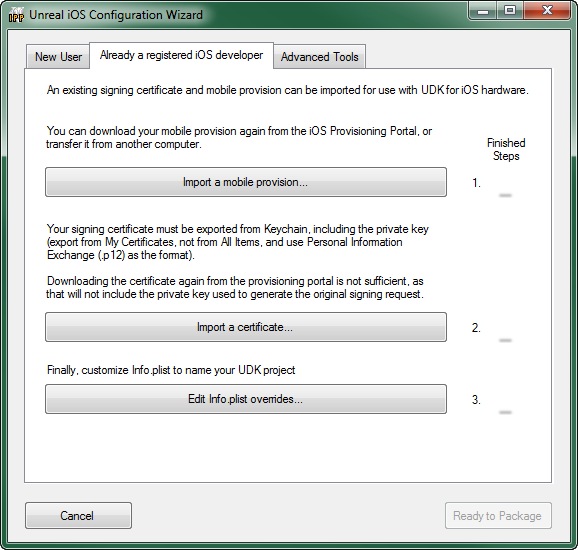 IPP
Unreal iOS Configuration Wizard
New User
Already a registered iOS developer
Advanced Tools
An existing signing certificate and mobile provision can be imported for use with UDK for iOS hardware.
You can download your mobile provision again from the iOS Provisioning Portal, or
transfer it from another computer.
Finished
Steps
Import a mobile provision...
1.
Your signing certificate must be exported from Keychain, including the private key
(export from My Certificates, not from All Items, and use Personal Information
Exchange (.p12) as the format).
Downloading the certificate again from the provisioning portal is not sufficient, as
that will not include the private key used to generate the original signing request.
Import a certificate...
2.
Finally, customize Info.plist to name your UDK project
Edit Info.plist overrides...
3.
Cancel
Ready to Package